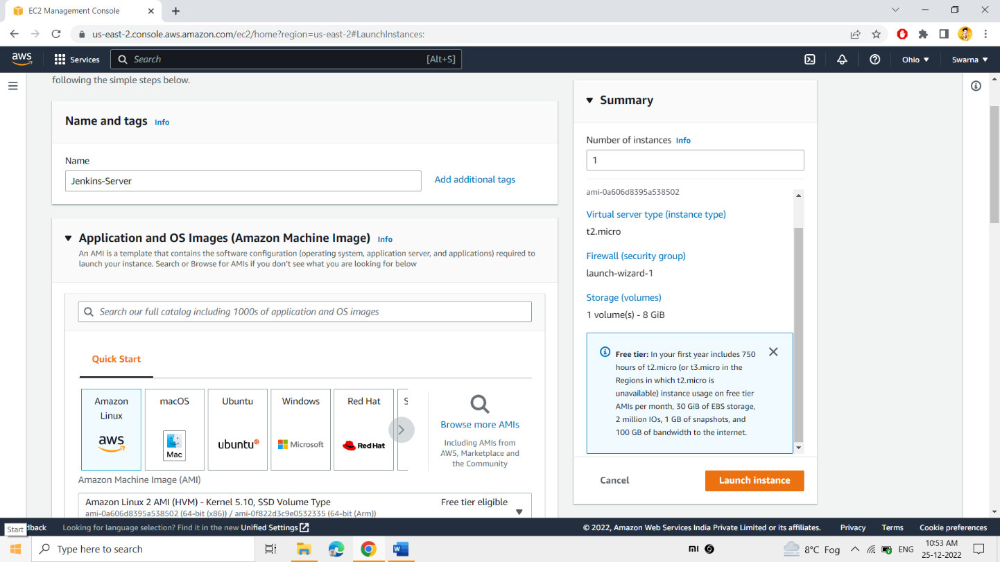 EC2 Management Console
us-east-2.console.aws.amazon.com/ec2/home?region=us-east-2#LaunchInstances:
aws
Services
Search
[Alt+S]
Ohio
Swarna
following the simple steps below.
Name and tags Info
Name
Jenkins-Server
Add additional tags
Application and OS Images (Amazon Machine Image) Info
An AMI is a template that contains the software configuration (operating system, application server, and applications) required to
launch your instance. Search or Browse for AMIs if you don't see what you are looking for below
Search our full catalog including 1000s of application and OS images
Quick Start
Amazon
Linux
aws
macOS
Mac
Ubuntu
ubuntu
Windows
Microsoft
Red Hat
Red Hat
S
Browse more AMIs
Including AMIs from
AWS, Marketplace and
the Community
Amazon Machine Image (AMI)
Amazon Linux 2 AMI (HVM) - Kernel 5.10, SSD Volume Type
Free tier eligible
ami-0a606d8395a538502 (64-bit (x86)) / ami-0f822d3c9e0532335 (64-bit (Arm))
Summary
Number of instances Info
1
ami-0a606d8395a538502
Virtual server type (instance type)
t2.micro
Firewall (security group)
launch-wizard-1
Storage (volumes)
1 volume(s) - 8 GiB
Free tier: In your first year includes 750
hours of t2.micro (or t3.micro in the
Regions in which t2.micro is
unavailable) instance usage on free tier
AMIs per month, 30 GiB of EBS storage,
2 million IOs, 1 GB of snapshots, and
100 GB of bandwidth to the internet.
Cancel
Launch instance
Start
dback
Looking for language selection? Find it in the new Unified Settings
© 2022, Amazon Web Services India Private Limited or its affiliates.
Privacy
Terms
Cookie preferences
Type here to search
8°C Fog
ENG
10:53 AM
25-12-2022